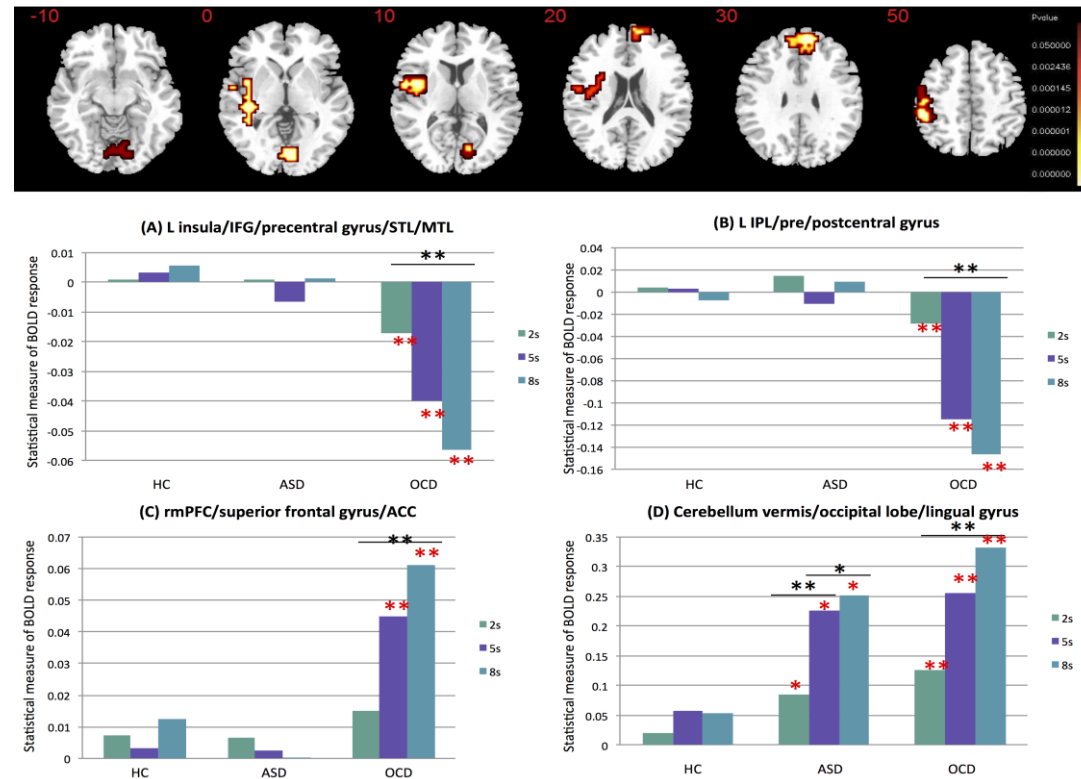 -10 0 10 20 30 50
Pvalue
0.050000
0.002436
0.000145
0.000012
0.000001
0.000000
0.000000
(A) L insula/IFG/precentral gyrus/STL/MTL
Statistical measure of BOLD response
0.01
0
-0.01
-0.02
-0.03
-0.04
-0.05
-0.06
**
**
**
**
HC ASD OCD
2s
5s
8s
(B) L IPL/pre/postcentral gyrus
Statistical measure of BOLD response
0.04
0.02
0
-0.02
-0.04
-0.06
-0.08
-0.1
-0.12
-0.14
-0.16
**
**
**
**
HC ASD OCD
2s
5s
8s
(C) rmPFC/superior frontal gyrus/ACC
Statistical measure of BOLD response
0.07
0.06
0.05
0.04
0.03
0.02
0.01
0
**
**
**
HC ASD OCD
2s
5s
8s
(D) Cerebellum vermis/occipital lobe/lingual gyrus
Statistical measure of BOLD response
0.35
0.3
0.25
0.2
0.15
0.1
0.05
0
**
**
*
** * *
**
*
**
HC ASD OCD
2s
5s
8s